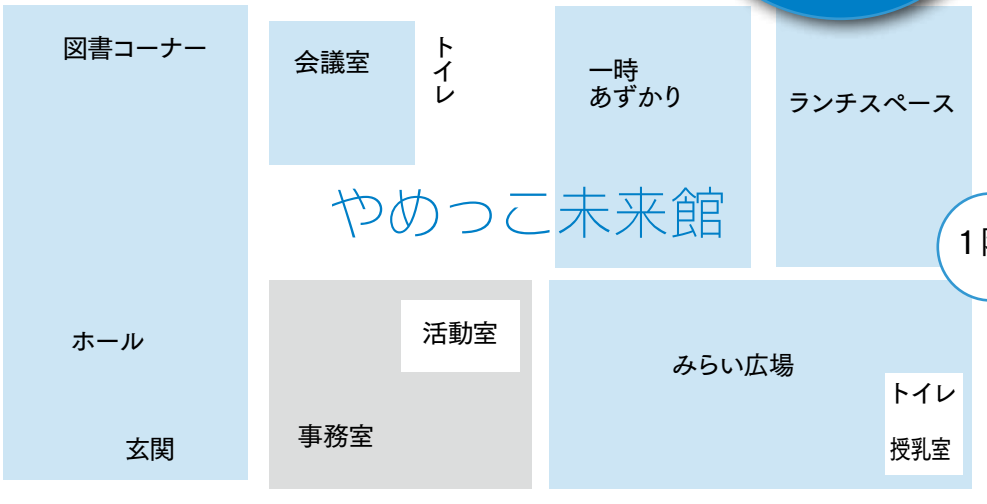 図書コーナー
会議室
トイレ
一時
あずかり
ランチスペース
やめっこ未来館
1
ホール
活動室
みらい広場
トイレ
事務室
玄関
授乳室